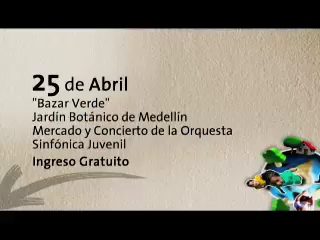 25 de Abril
"Bazar Verde"
Jardín Botánico de Medellín
Mercado y Concierto de la Orquesta
Sinfónica Juvenil
Ingreso Gratuito